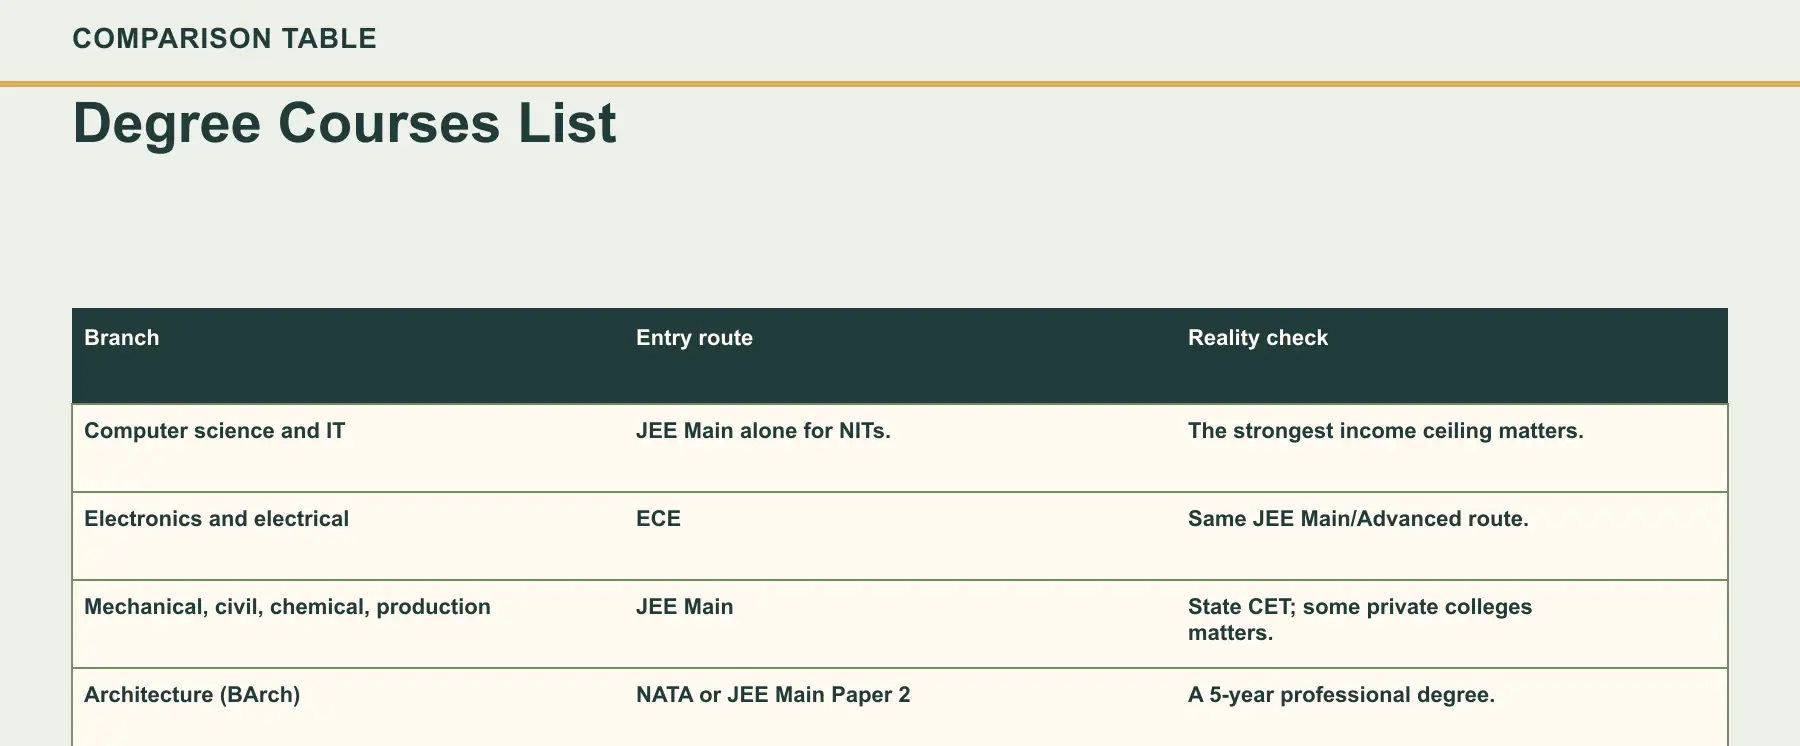 COMPARISON TABLE
Degree Courses List
Branch Entry route Reality check
Computer science and IT JEE Main alone for NITs. The strongest income ceiling matters.
Electronics and electrical ECE Same JEE Main/Advanced route.
Mechanical, civil, chemical, production JEE Main State CET; some private colleges
matters.
Architecture (BArch) NATA or JEE Main Paper 2 A 5-year professional degree.